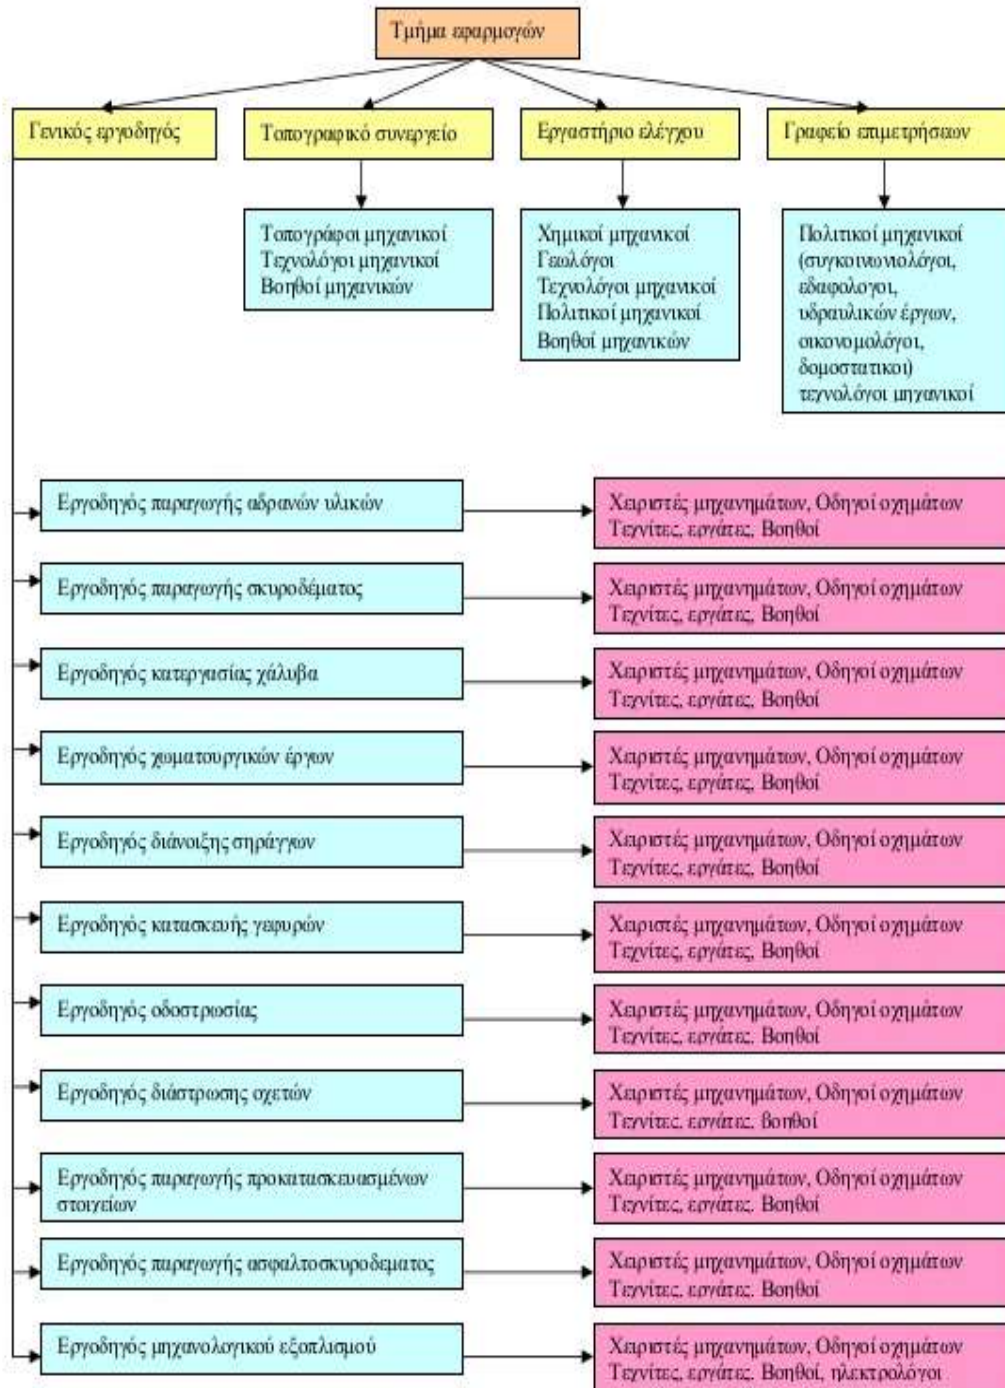 Τμήμα εφαρμογών
Γενικός εργοδηγός
Τοπογραφικό συνεργείο
Εργαστήριο ελέγχου
Γραφείο επιμετρήσεων
Τοπογράφοι μηχανικοί
Τεχνολόγοι μηχανικοί
Βοηθοί μηχανικών
Χημικοί μηχανικοί
Γεωλόγοι
Τεχνολόγοι μηχανικοί
Πολιτικοί μηχανικοί
Βοηθοί μηχανικών
Πολιτικοί μηχανικοί
(συγκοινωνιολόγοι,
εδαφολογοι,
υδραυλικών έργων,
οικονομολόγοι,
δομοστατικοι)
τεχνολόγοι μηχανικοί
Εργοδηγός παραγωγής αδρανών υλικών
Χειριστές μηχανημάτων, Οδηγοί οχημάτων
Τεχνίτες, εργάτες, Βοηθοί
Εργοδηγός παραγωγής σκυροδέματος
Χειριστές μηχανημάτων, Οδηγοί οχημάτων
Τεχνίτες, εργάτες, Βοηθοί
Εργοδηγός κατεργασίας χάλυβα
Χειριστές μηχανημάτων, Οδηγοί οχημάτων
Τεχνίτες, εργάτες, Βοηθοί
Εργοδηγός χωματουργικών έργων
Χειριστές μηχανημάτων, Οδηγοί οχημάτων
Τεχνίτες, εργάτες, Βοηθοί
Εργοδηγός διάνοιξης σηράγγων
Χειριστές μηχανημάτων, Οδηγοί οχημάτων
Τεχνίτες, εργάτες, Βοηθοί
Εργοδηγός κατασκευής γεφυρών
Χειριστές μηχανημάτων, Οδηγοί οχημάτων
Τεχνίτες, εργάτες, Βοηθοί
Εργοδηγός οδοστρωσίας
Χειριστές μηχανημάτων, Οδηγοί οχημάτων
Τεχνίτες, εργάτες, Βοηθοί
Εργοδηγός διάστρωσης οχετών
Χειριστές μηχανημάτων, Οδηγοί οχημάτων
Τεχνίτες, εργάτες, βοηθοί
Εργοδηγός παραγωγής προκατασκευασμένων
στοιχείων
Χειριστές μηχανημάτων, Οδηγοί οχημάτων
Τεχνίτες, εργάτες, Βοηθοί
Εργοδηγός παραγωγής ασφαλτοσκυροδεματος
Χειριστές μηχανημάτων, Οδηγοί οχημάτων
Τεχνίτες, εργάτες, Βοηθοί
Εργοδηγός μηχανολογικού εξοπλισμού
Χειριστές μηχανημάτων, Οδηγοί οχημάτων
Τεχνίτες, εργάτες, Βοηθοί, ηλεκτρολόγοι